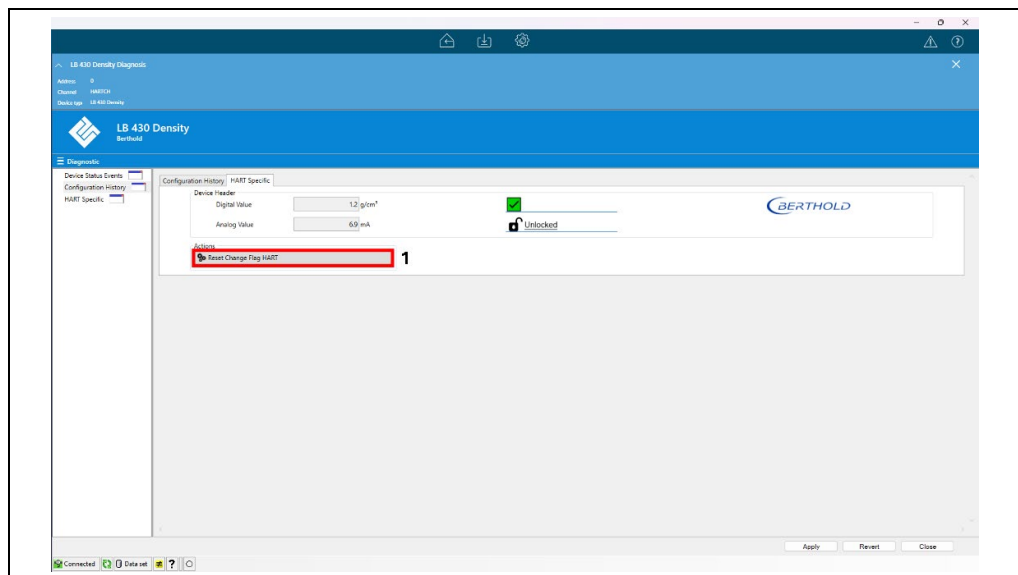 LB 430 Density Diagnosis
Address 0
Channel HARTCH
Device type LB 430 Density
LB 430 Density
Berthold
Diagnostic
Device Status Events
Configuration History
HART Specific
Configuration History HART Specific
Device Header
Digital Value 1.2 g/cm³
Analog Value 6.9 mA
Unlocked
BERTHOLD
Actions
Reset Change Flag HART 1
Apply Revert Close
Connected Data set ?